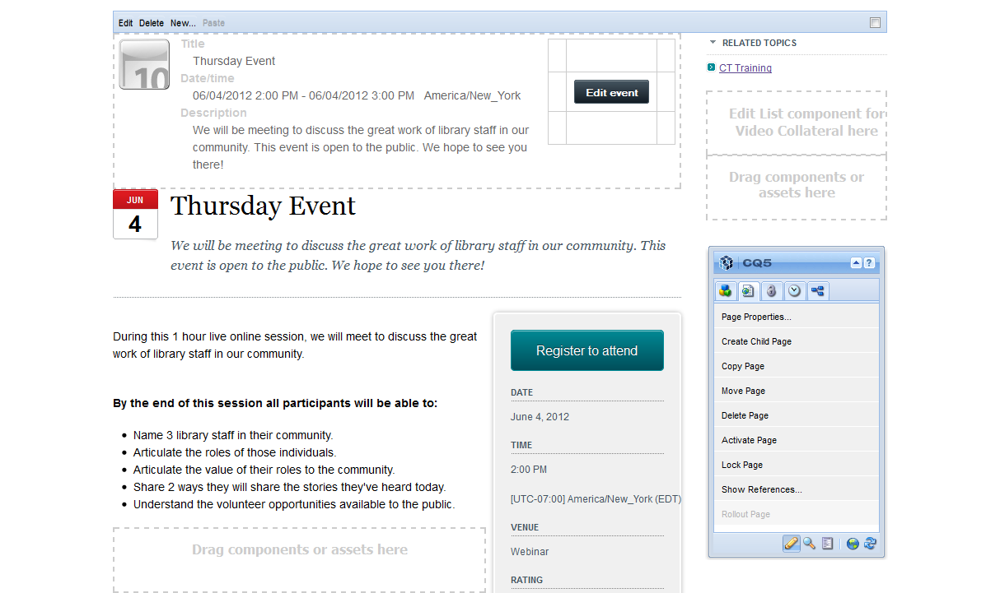 Edit Delete New... Paste
10
Title
Thursday Event
Date/time
06/04/2012 2:00 PM - 06/04/2012 3:00 PM America/New_York
Description
We will be meeting to discuss the great work of library staff in our
community. This event is open to the public. We hope to see you
there!
Edit event
JUN
4
Thursday Event
We will be meeting to discuss the great work of library staff in our community. This
event is open to the public. We hope to see you there!
During this 1 hour live online session, we will meet to discuss the great
work of library staff in our community.
By the end of this session all participants will be able to:
Name 3 library staff in their community.
Articulate the roles of those individuals.
Articulate the value of their roles to the community.
Share 2 ways they will share the stories they've heard today.
Understand the volunteer opportunities available to the public.
Drag components or assets here
Register to attend
DATE
June 4, 2012
TIME
2:00 PM
[UTC-07:00] America/New_York (EDT)
VENUE
Webinar
RATING
RELATED TOPICS
CT Training
Edit List component for
Video Collateral here
Drag components or
assets here
CQ5
?
Page Properties...
Create Child Page
Copy Page
Move Page
Delete Page
Activate Page
Lock Page
Show References...
Rollout Page